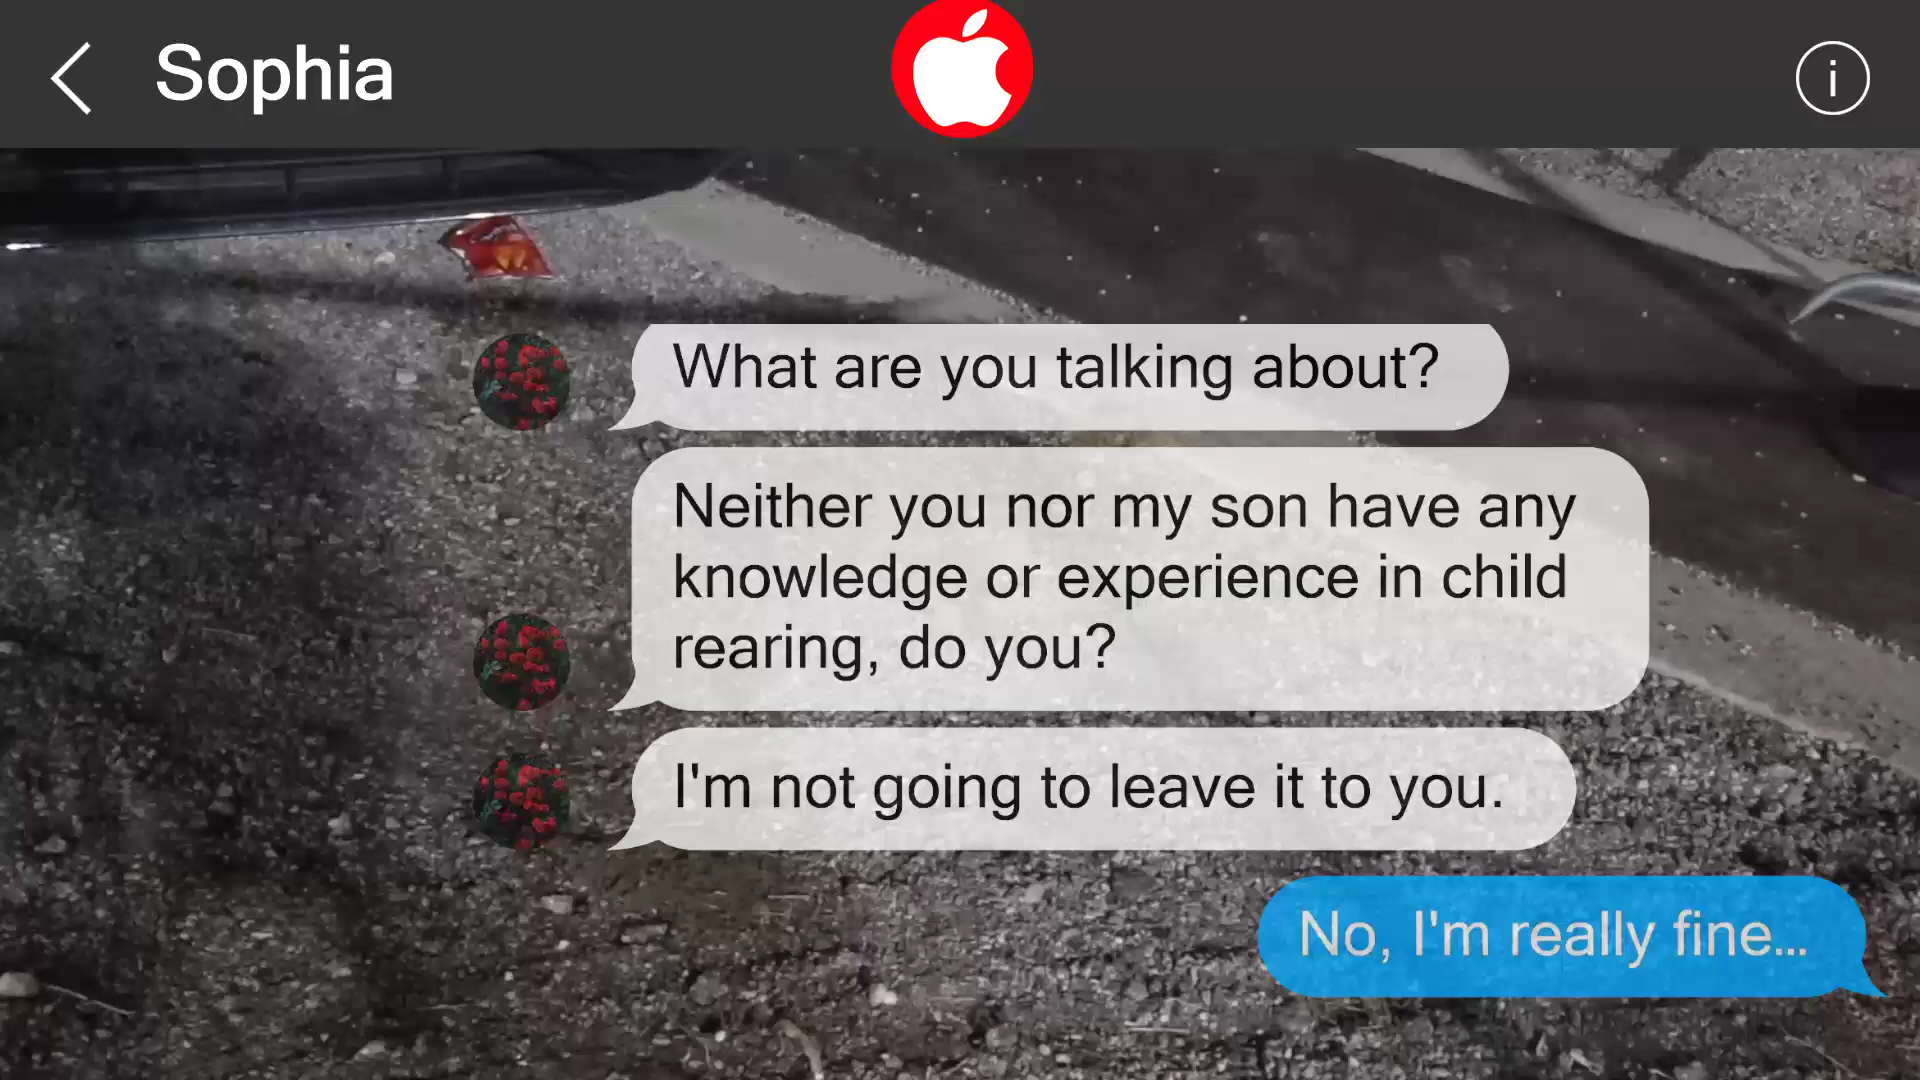 Sophia
What are you talking about?
Neither you nor my son have any
knowledge or experience in child
rearing, do you?
I'm not going to leave it to you.
No, I'm really fine...